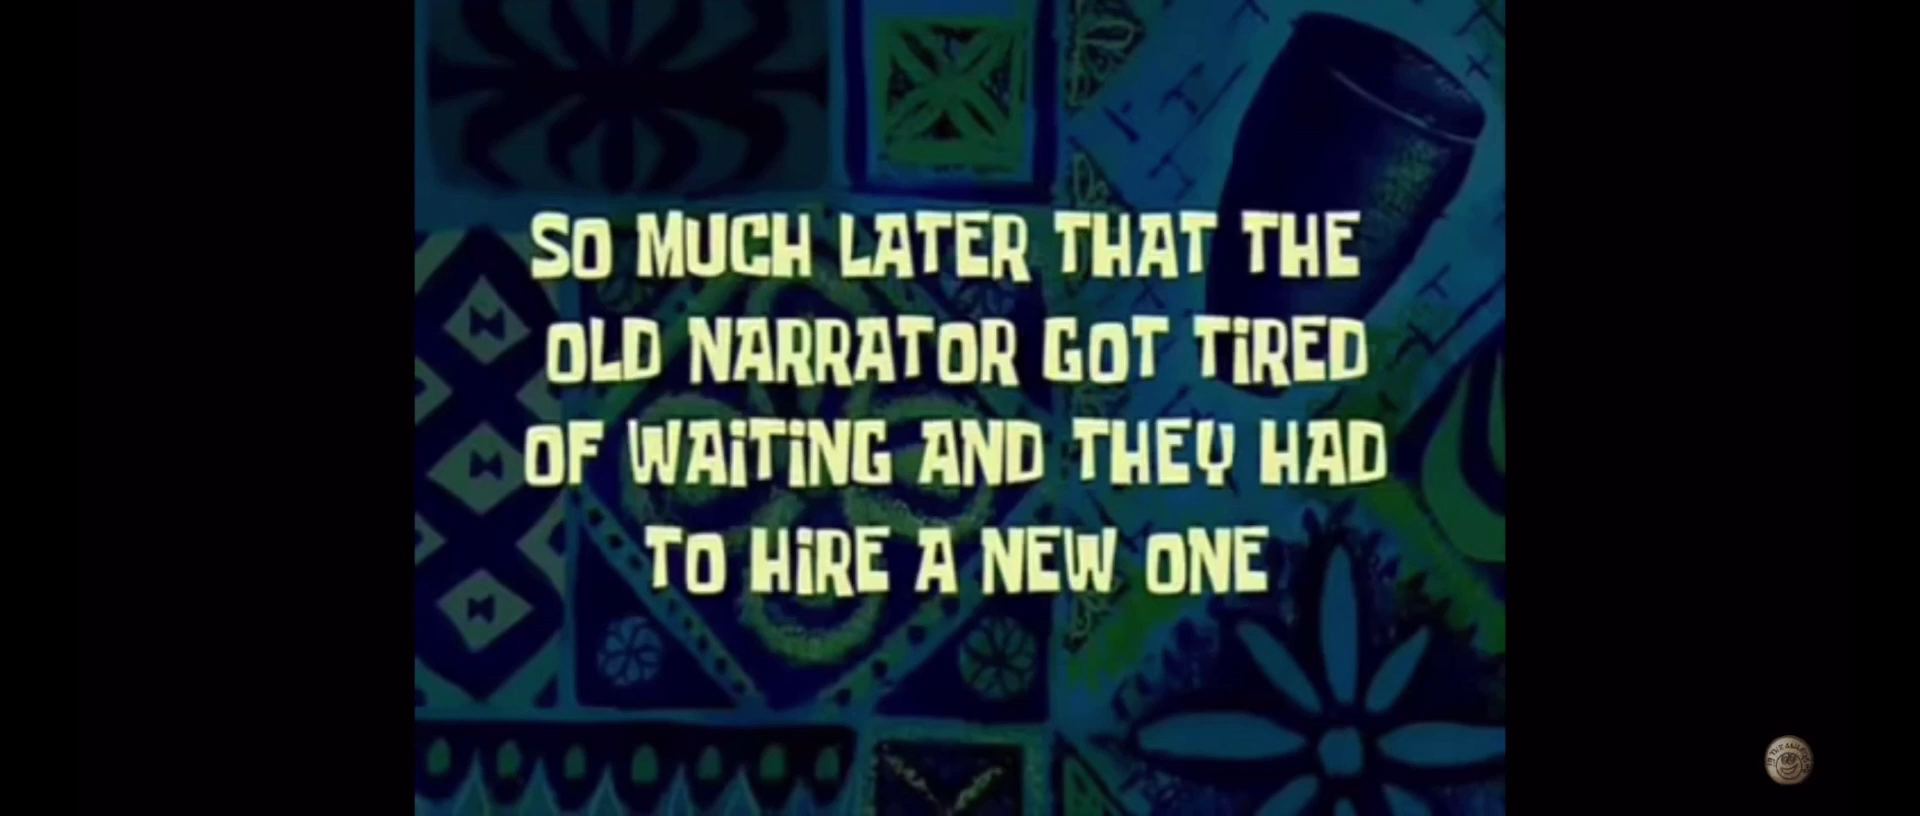 SO MUCH LATER THAT THE
OLD NARRATOR GOT TiRED
OF WAiTiNG AND THEY HAD
TO HiRE A NEW ONE